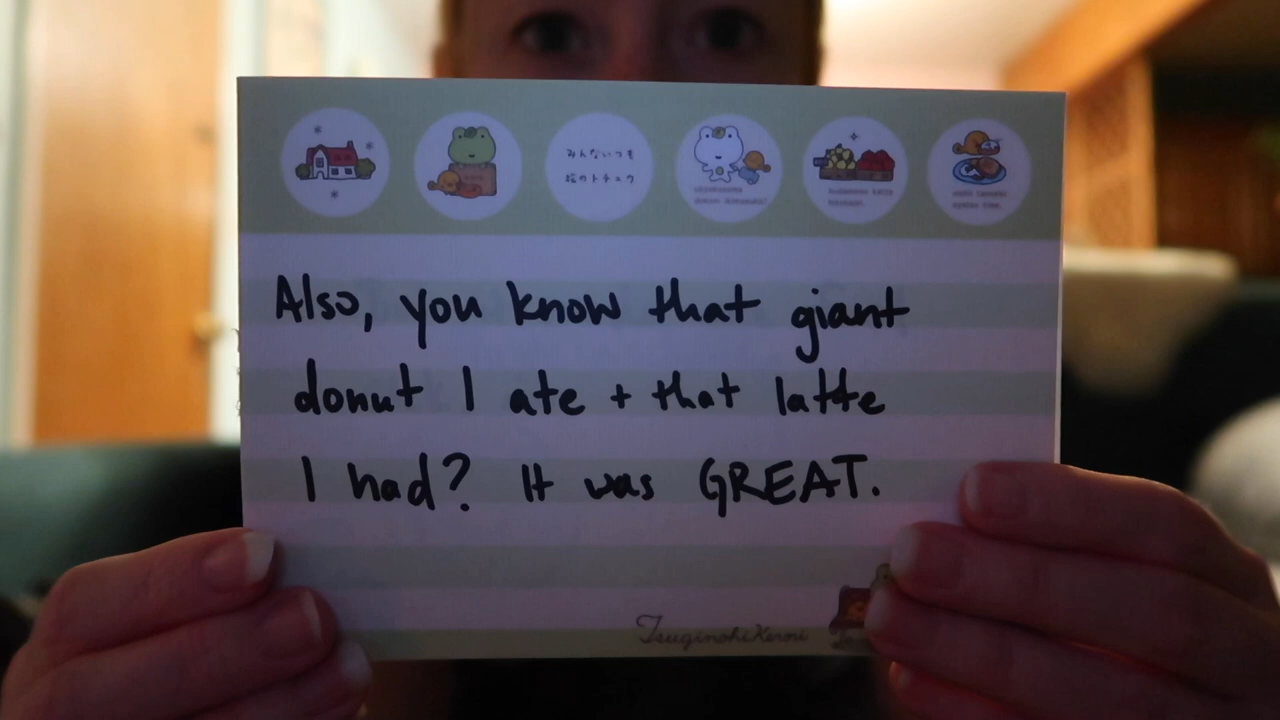 みんないつも
Also, you know that giant
donut I ate + that latte
I had? It was GREAT.
TsuginohiKeroni